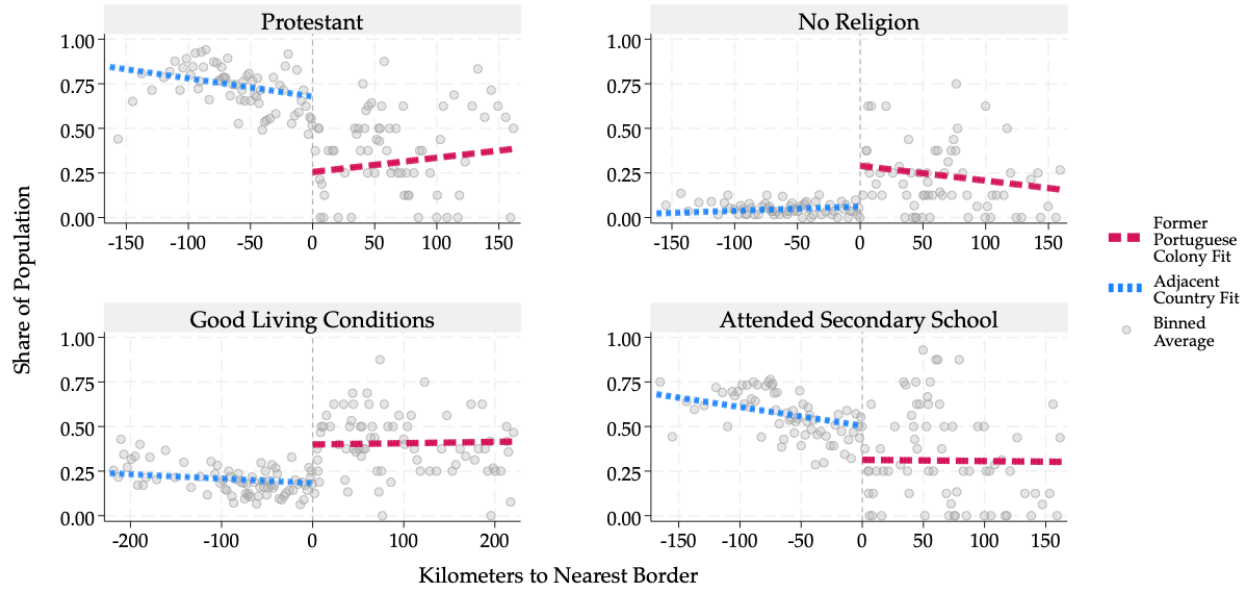 Protestant
No Religion
1.00
0.75
0.50
0.25
0.00
-150 -100 -50 0 50 100 150
1.00
0.75
0.50
0.25
0.00
-150 -100 -50 0 50 100 150
Share of Population
Good Living Conditions
Attended Secondary School
1.00
0.75
0.50
0.25
0.00
-200 -100 0 100 200
1.00
0.75
0.50
0.25
0.00
-150 -100 -50 0 50 100 150
Kilometers to Nearest Border
Former
Portuguese
Colony Fit
Adjacent
Country Fit
Binned
Average